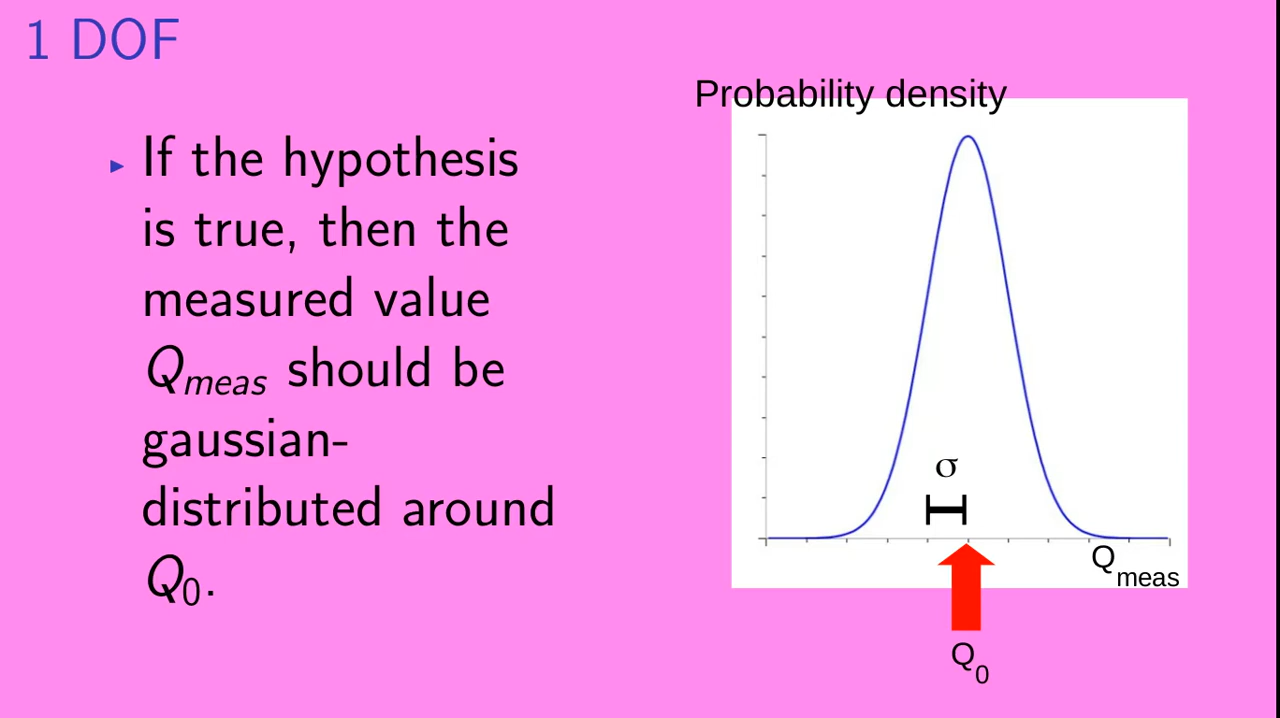 1 DOF
▸ If the hypothesis
is true, then the
measured value
Q_meas should be
gaussian-
distributed around
Q_0.
Probability density
σ
Q_meas
Q_0